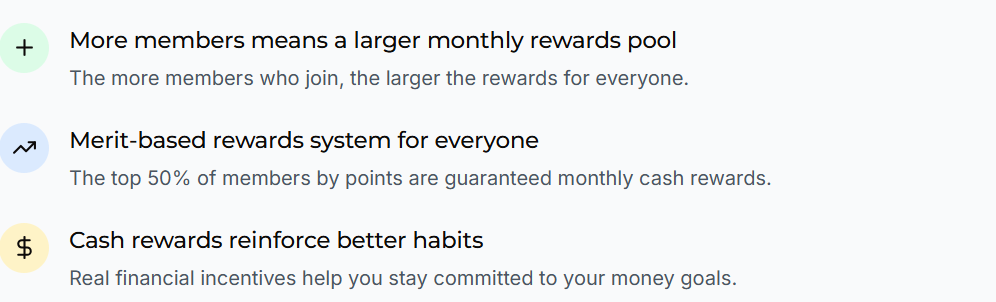 More members means a larger monthly rewards pool
The more members who join, the larger the rewards for everyone.
Merit-based rewards system for everyone
The top 50% of members by points are guaranteed monthly cash rewards.
Cash rewards reinforce better habits
Real financial incentives help you stay committed to your money goals.